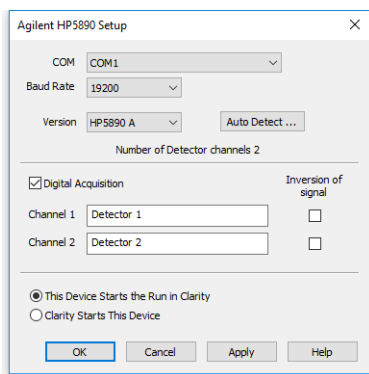 Agilent HP5890 Setup
COM COM1
Baud Rate 19200
Version HP5890 A Auto Detect ...
Number of Detector channels 2
Digital Acquisition Inversion of signal
Channel 1 Detector 1
Channel 2 Detector 2
This Device Starts the Run in Clarity
Clarity Starts This Device
OK Cancel Apply Help